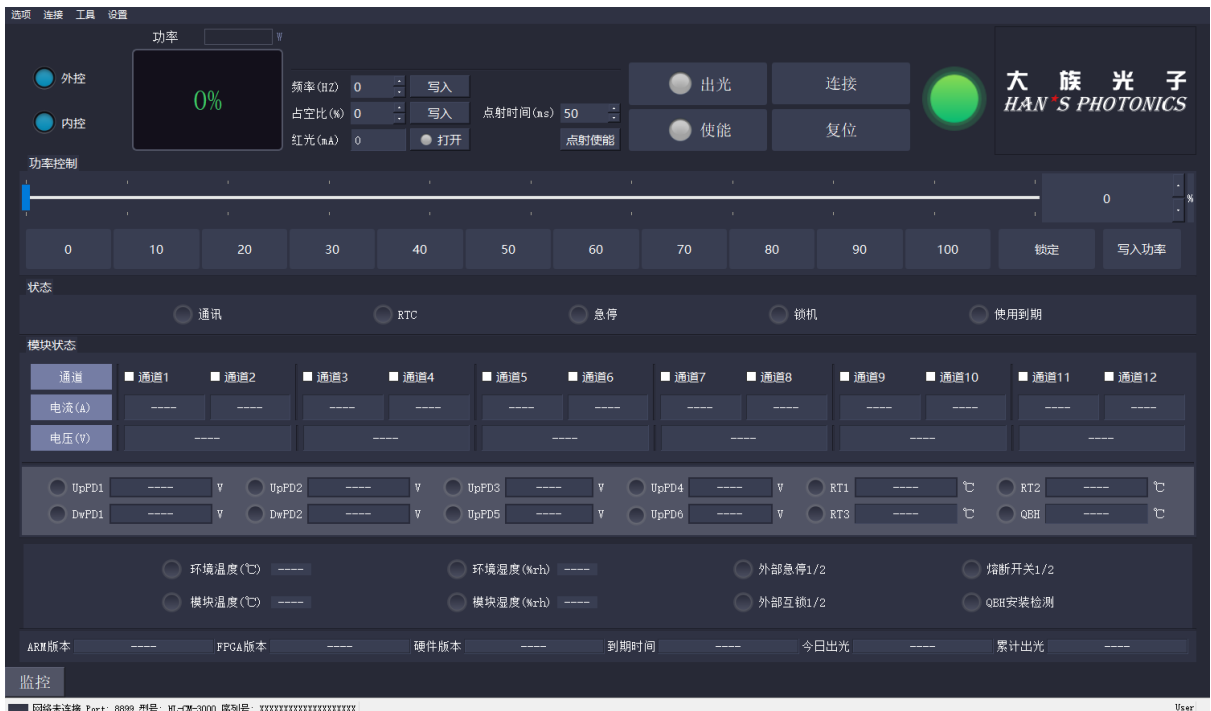 选项 连接 工具 设置
功率 W
外控
内控
0%
频率(HZ) 0 写入
占空比(%) 0 写入
红光(mA) 0 打开
点射时间(ms) 50
点射使能
出光 连接
使能 复位
大族光子
HAN*S PHOTONICS
功率控制
0 %
0 10 20 30 40 50 60 70 80 90 100 锁定 写入功率
状态
通讯 RTC 急停 锁机 使用到期
模块状态
通道 通道1 通道2 通道3 通道4 通道5 通道6 通道7 通道8 通道9 通道10 通道11 通道12
电流(A) ---- ---- ---- ---- ---- ---- ---- ---- ---- ---- ---- ----
电压(V) ---- ---- ---- ---- ---- ----
UpPD1 ---- V UpPD2 ---- V UpPD3 ---- V UpPD4 ---- V RT1 ---- ℃ RT2 ---- ℃
DwPD1 ---- V DwPD2 ---- V UpPD5 ---- V UpPD6 ---- V RT3 ---- ℃ QBH ---- ℃
环境温度(℃) ---- 环境湿度(%rh) ---- 外部急停1/2 熔断开关1/2
模块温度(℃) ---- 模块湿度(%rh) ---- 外部互锁1/2 QBH安装检测
ARM版本 ---- FPGA版本 ---- 硬件版本 ---- 到期时间 ---- 今日出光 ---- 累计出光 ----
监控
网络未连接 Port: 8899 型号: HL-CM-3000 序列号: XXXXXXXXXXXXXXXXXXXX User